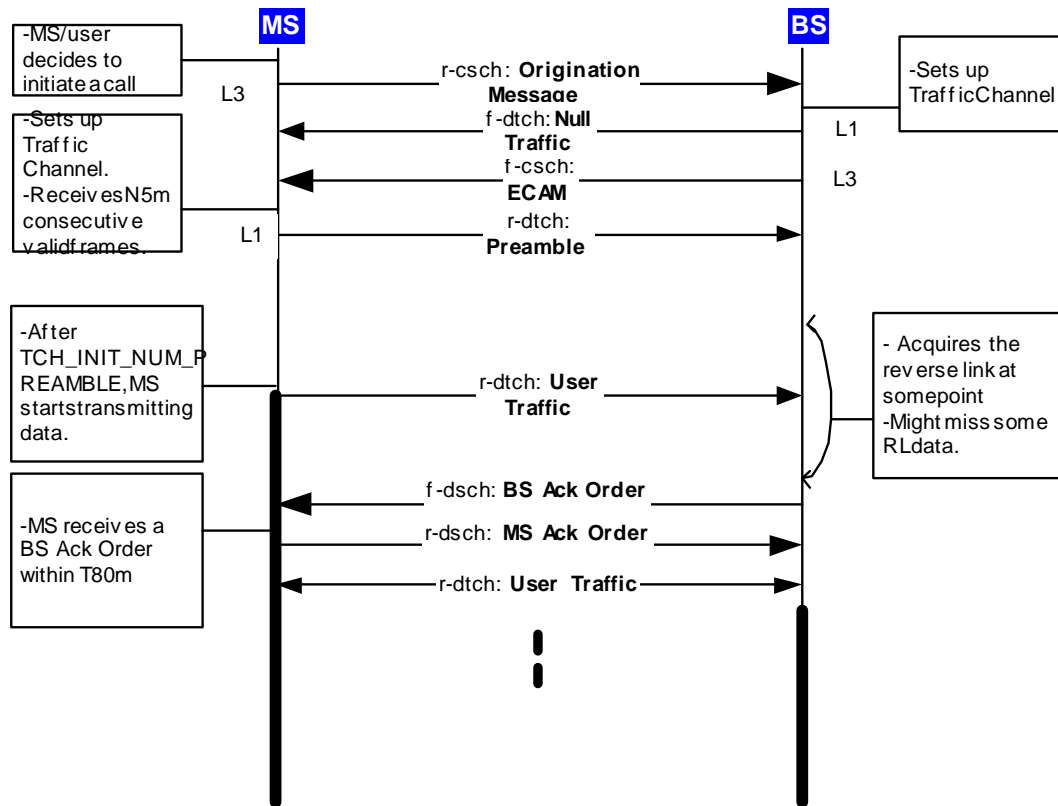 MS
BS
-MS/user
decides to
initiate a call
L3
r-csch: Origination
Message
-Sets up
Traffic Channel
f-dtch: Null
Traffic
L1
-Sets up
Traffic
Channel.
-Receives N5m
consecutive
valid frames.
f-csch:
ECAM
L3
L1
r-dtch:
Preamble
-After
TCH_INIT_NUM_P
REAMBLE, MS
starts transmitting
data.
r-dtch: User
Traffic
- Acquires the
reverse link at
some point
-Might miss some
RL data.
f-dsch: BS Ack Order
-MS receives a
BS Ack Order
within T80m
r-dsch: MS Ack Order
r-dtch: User Traffic